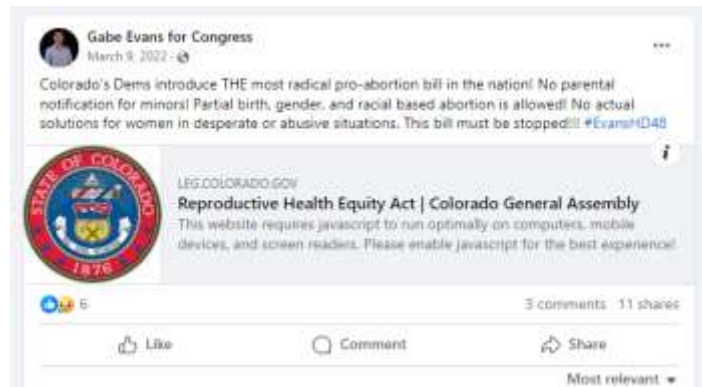 Gabe Evans for Congress
March 9, 2022 ·
Colorado's Dems introduce THE most radical pro-abortion bill in the nation! No parental
notification for minors! Partial birth, gender, and racial based abortion is allowed! No actual
solutions for women in desperate or abusive situations. This bill must be stopped!!! #EvansHD48
STATE OF COLORADO
1876
LEG.COLORADO.GOV
Reproductive Health Equity Act | Colorado General Assembly
This website requires javascript to run optimally on computers, mobile
devices, and screen readers. Please enable javascript for the best experience!
6
3 comments 11 shares
Like Comment Share
Most relevant